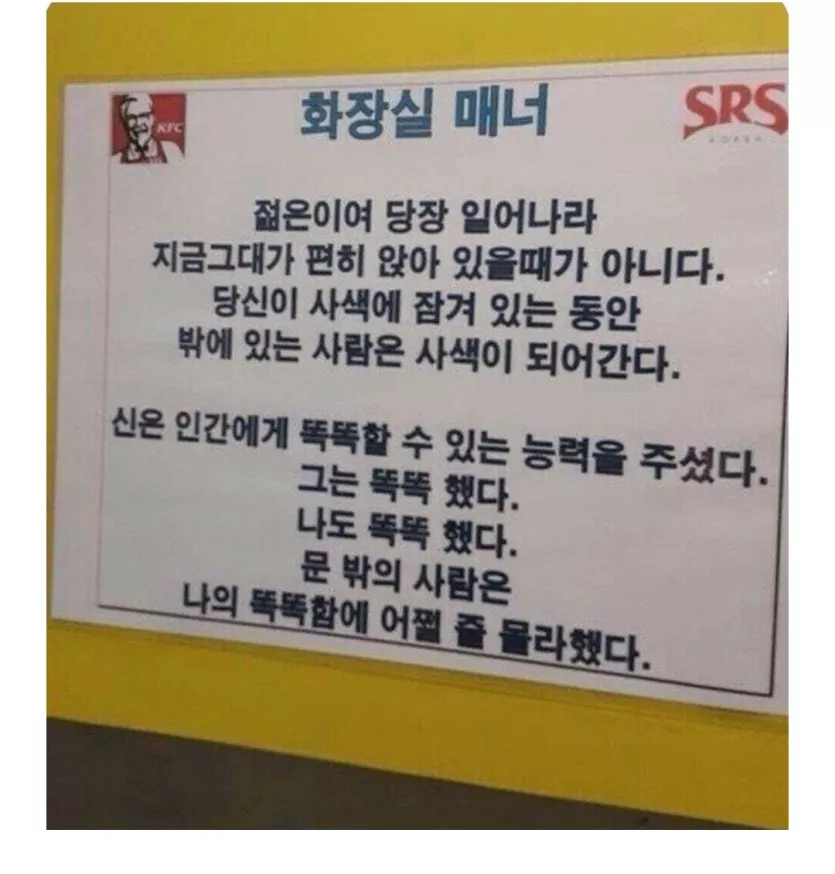 KFC
화장실 매너
SRS
KOREA
젊은이여 당장 일어나라
지금그대가 편히 앉아 있을때가 아니다.
당신이 사색에 잠겨 있는 동안
밖에 있는 사람은 사색이 되어간다.
신은 인간에게 똑똑할 수 있는 능력을 주셨다.
그는 똑똑 했다.
나도 똑똑 했다.
문 밖의 사람은
나의 똑똑함에 어쩔 줄 몰라했다.